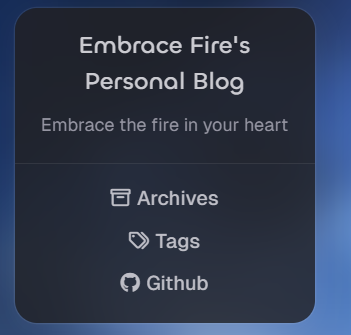 Embrace Fire's
Personal Blog
Embrace the fire in your heart
Archives
Tags
Github